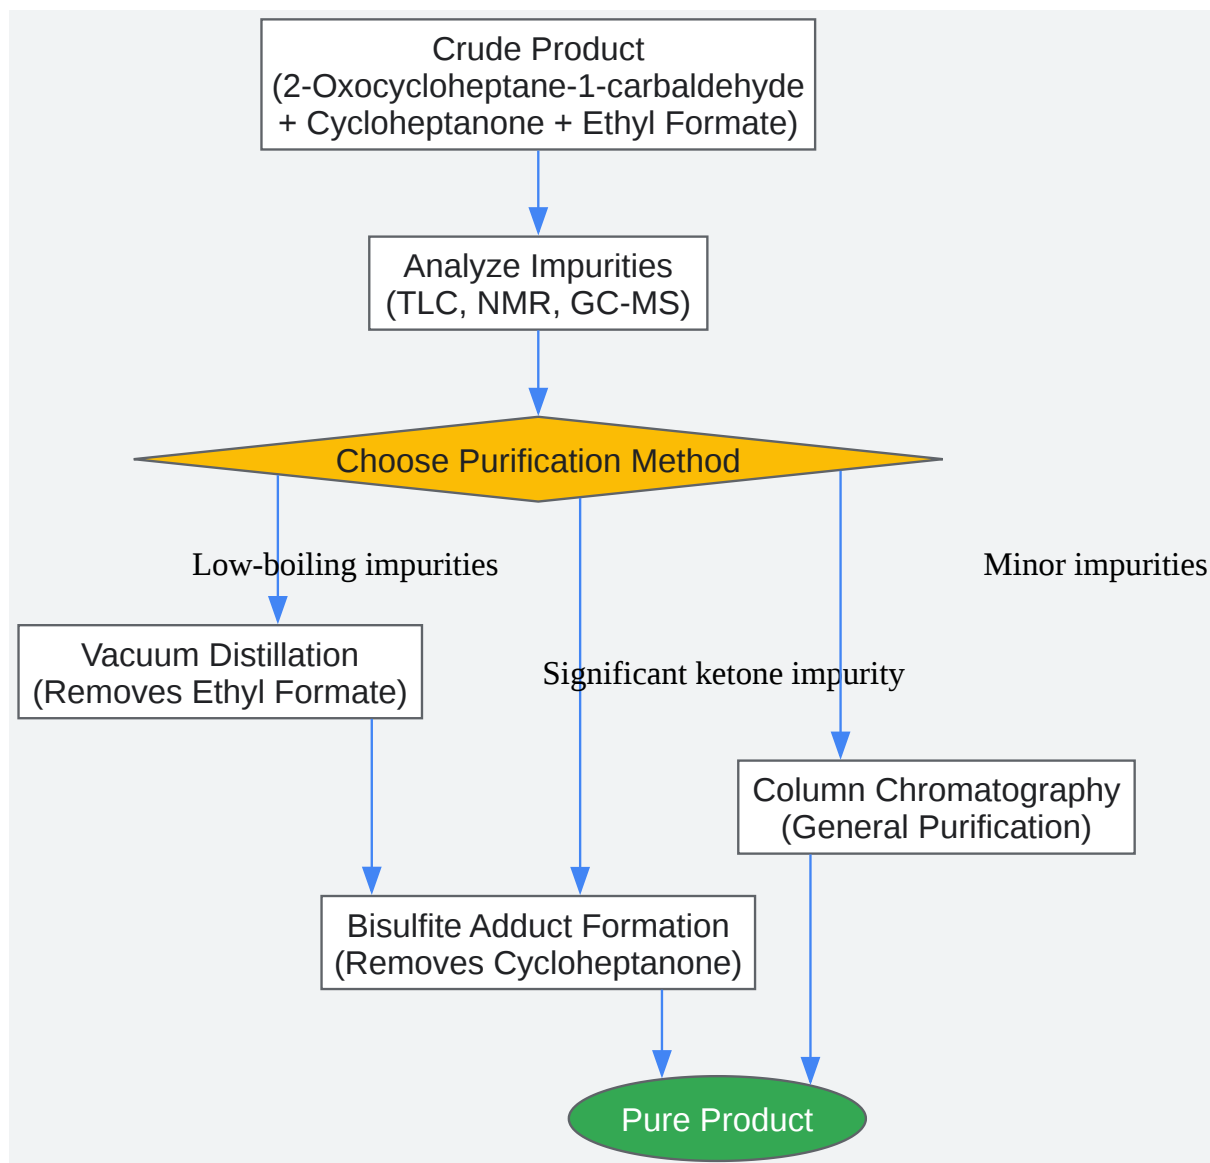 Crude Product
(2-Oxocycloheptane-1-carbaldehyde
+ Cycloheptanone + Ethyl Formate)
Analyze Impurities
(TLC, NMR, GC-MS)
Choose Purification Method
Low-boiling impurities
Minor impurities
Vacuum Distillation
(Removes Ethyl Formate)
Significant ketone impurity
Column Chromatography
(General Purification)
Bisulfite Adduct Formation
(Removes Cycloheptanone)
Pure Product